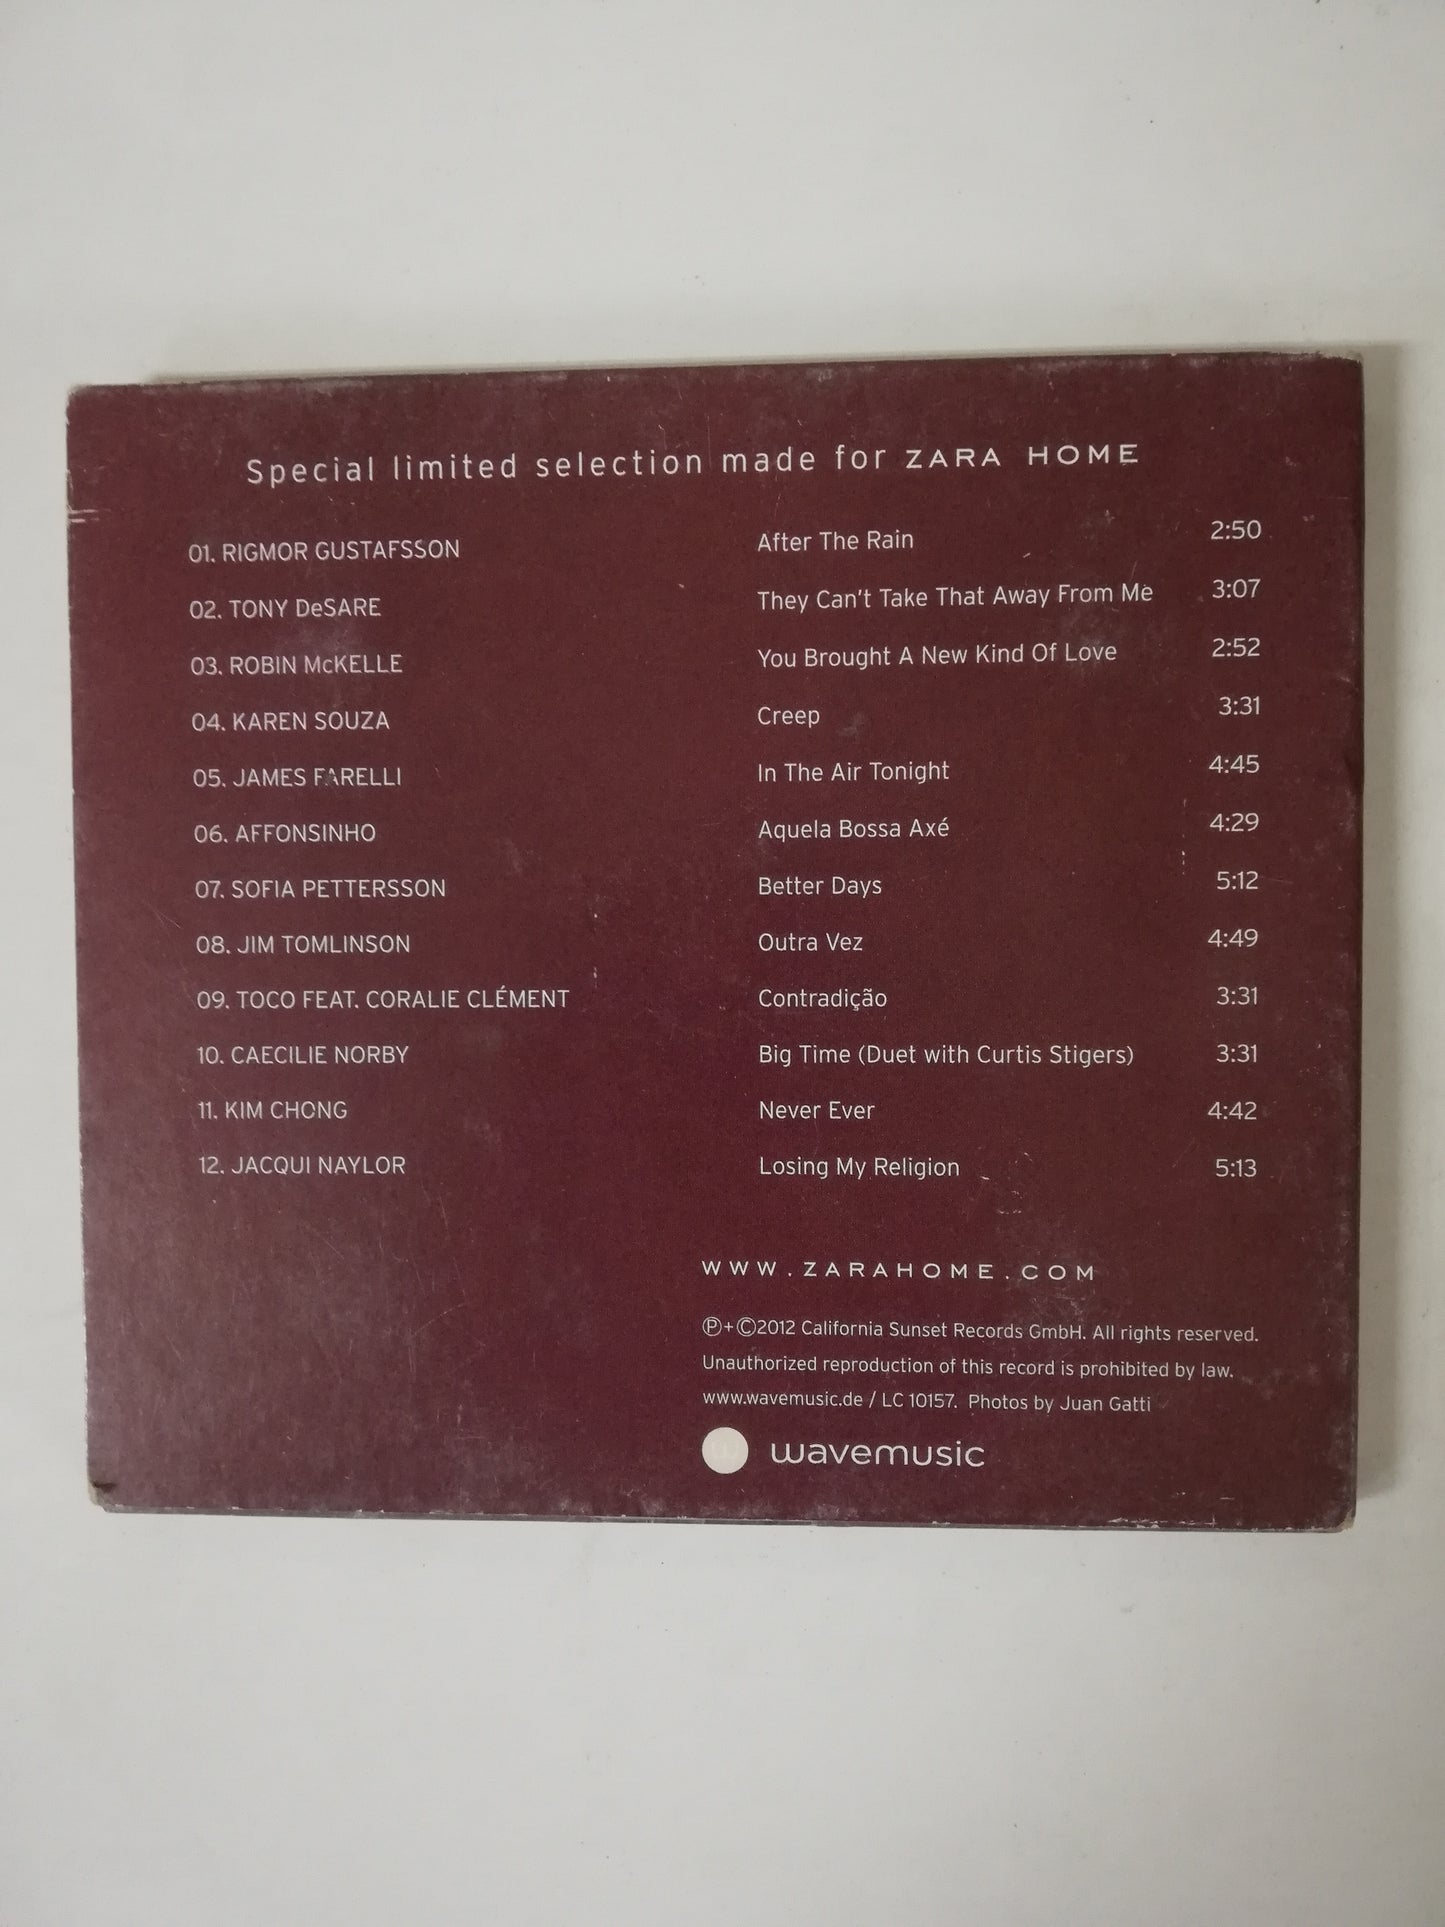 Special limited selection made for ZARA HOME
01. RIGMOR GUSTAFSSON After The Rain 2:50
02. TONY DeSARE They Can't Take That Away From Me 3:07
03. ROBIN McKELLE You Brought A New Kind Of Love 2:52
04. KAREN SOUZA Creep 3:31
05. JAMES FARELLI In The Air Tonight 4:45
06. AFFONSINHO Aquela Bossa Axé 4:29
07. SOFIA PETTERSSON Better Days 5:12
08. JIM TOMLINSON Outra Vez 4:49
09. TOCO FEAT. CORALIE CLÉMENT Contradição 3:31
10. CAECILIE NORBY Big Time (Duet with Curtis Stigers) 3:31
11. KIM CHONG Never Ever 4:42
12. JACQUI NAYLOR Losing My Religion 5:13
WWW.ZARAHOME.COM
℗+©2012 California Sunset Records GmbH. All rights reserved.
Unauthorized reproduction of this record is prohibited by law.
www.wavemusic.de / LC 10157. Photos by Juan Gatti
w wavemusic